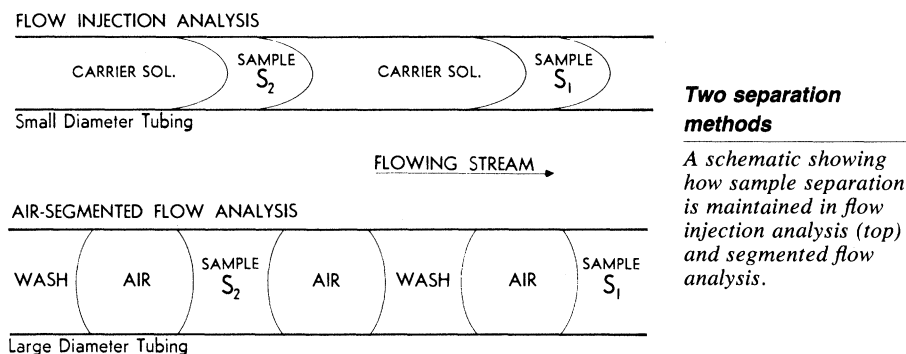 FLOW INJECTION ANALYSIS
CARRIER SOL.
SAMPLE
S2
CARRIER SOL.
SAMPLE
S1
Small Diameter Tubing
FLOWING STREAM
AIR-SEGMENTED FLOW ANALYSIS
WASH
AIR
SAMPLE
S2
AIR
WASH
AIR
SAMPLE
S1
Large Diameter Tubing
Two separation
methods
A schematic showing
how sample separation
is maintained in flow
injection analysis (top)
and segmented flow
analysis.